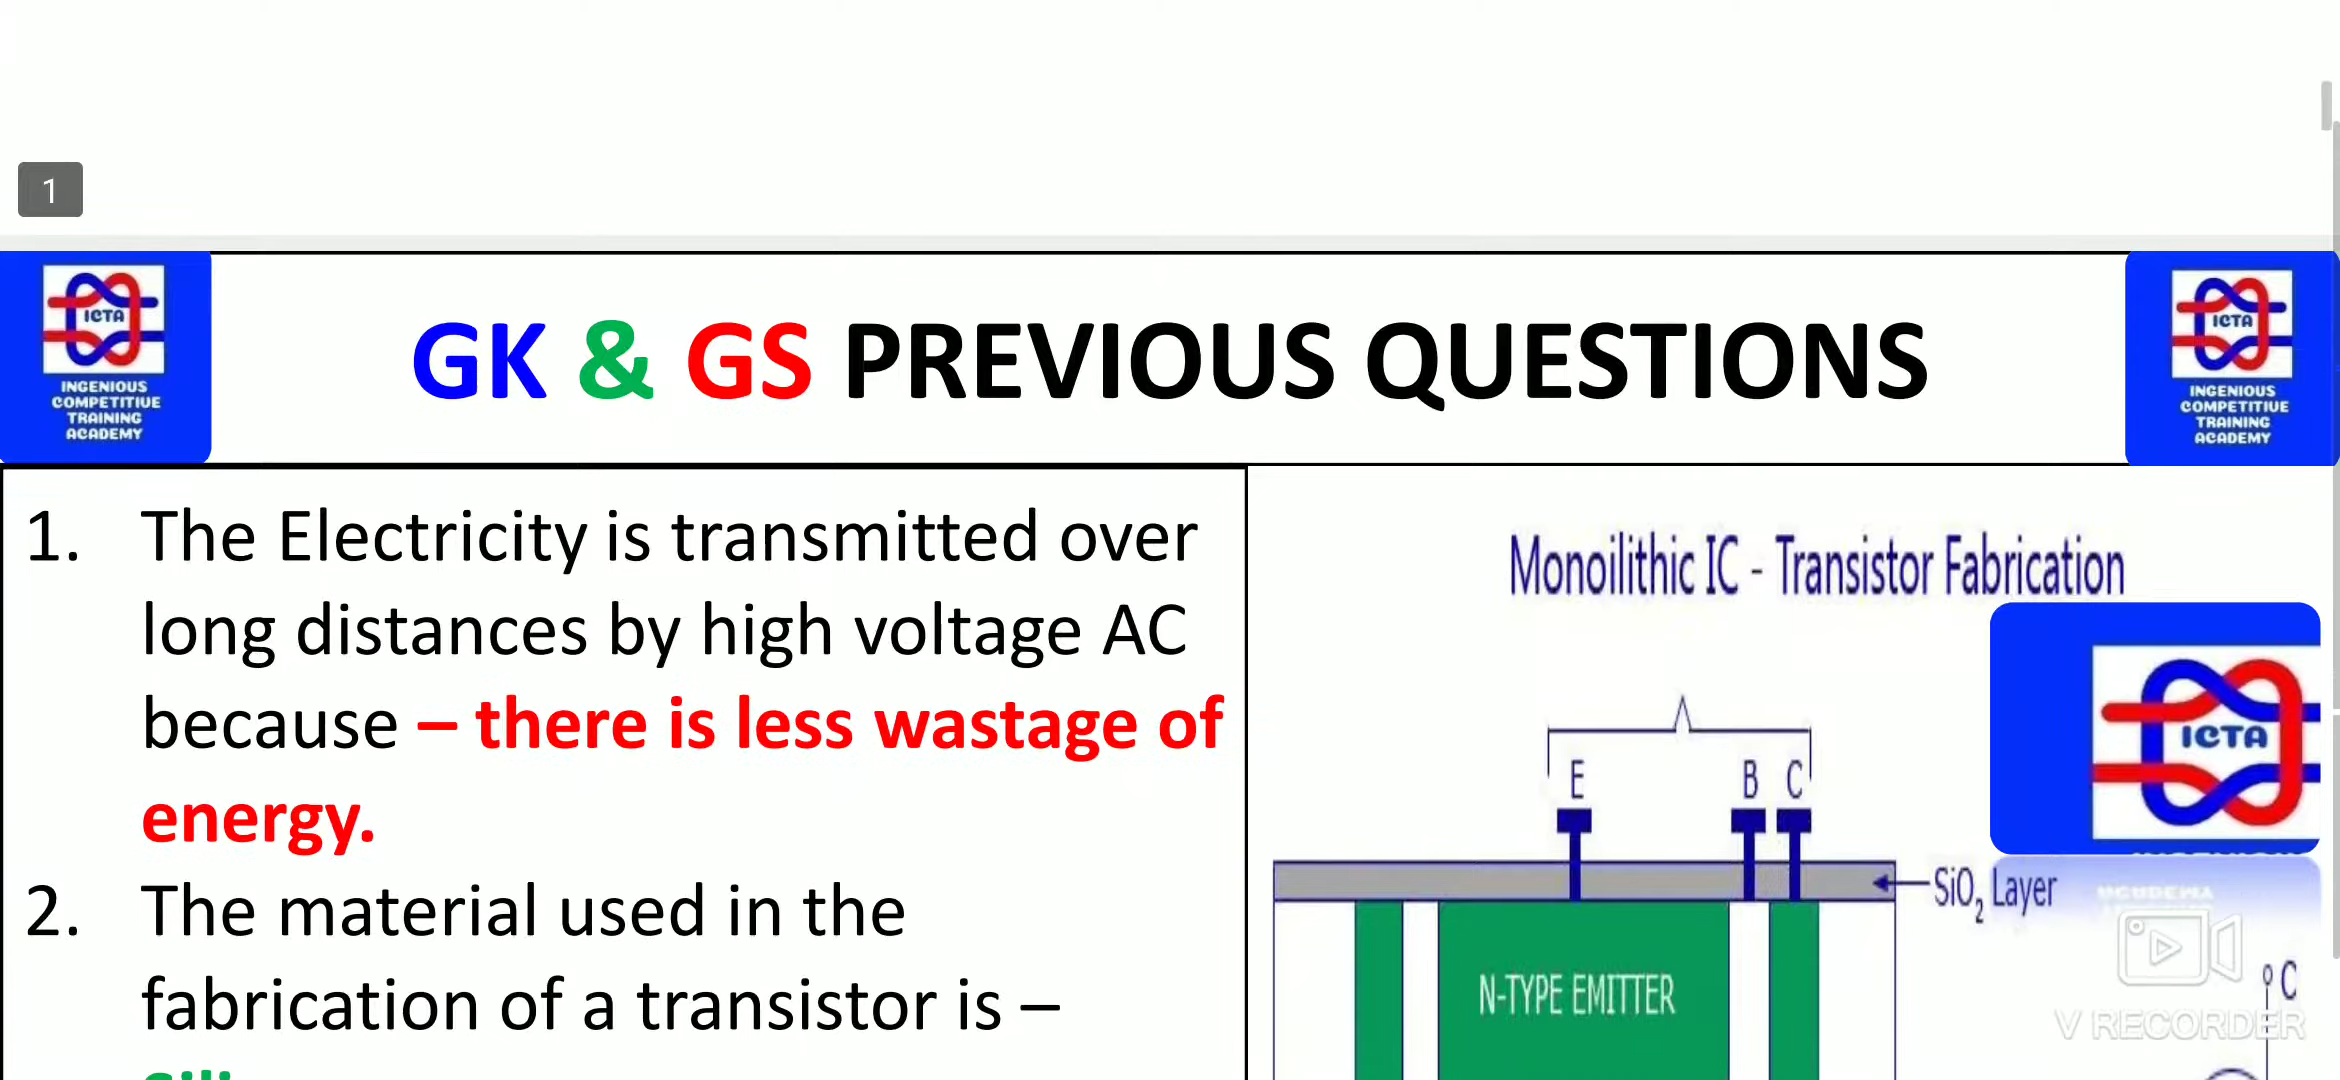 1
ICTA
INGENIOUS
COMPETITIVE
TRAINING
ACADEMY
GK & GS PREVIOUS QUESTIONS
ICTA
INGENIOUS
COMPETITIVE
TRAINING
ACADEMY
1. The Electricity is transmitted over
long distances by high voltage AC
because – there is less wastage of
energy.
2. The material used in the
fabrication of a transistor is –
Monoilithic IC - Transistor Fabrication
ICTA
E B C
SiO₂ Layer
N-TYPE EMITTER
C
V RECORDER